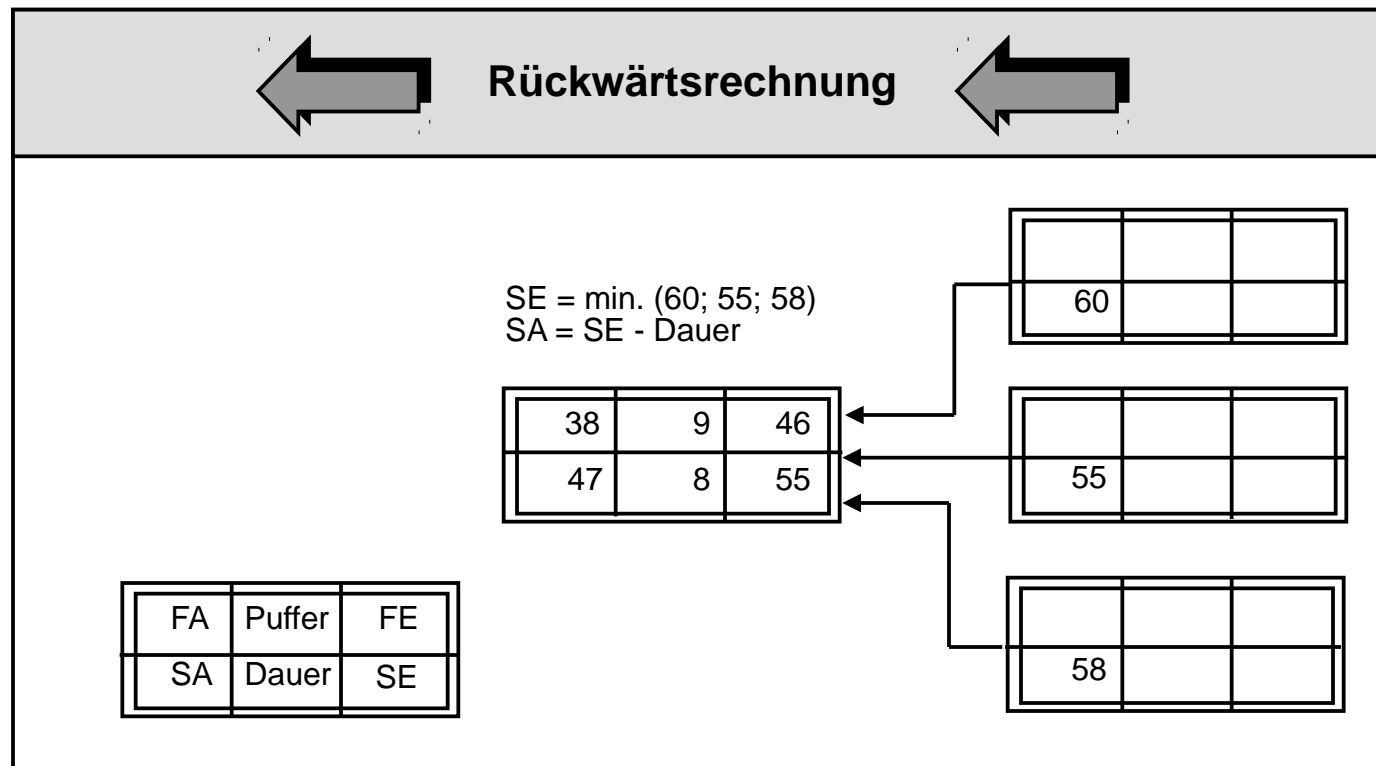 Rückwärtsrechnung
SE = min. (60; 55; 58)
SA = SE - Dauer
60
38 9 46
47 8 55
55
58
FA Puffer FE
SA Dauer SE